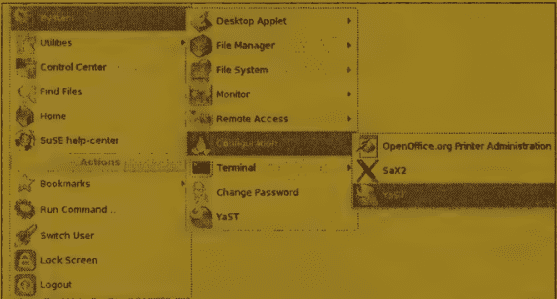 System
Utilities
Control Center
Find Files
Home
SuSE help-center
Actions
Bookmarks
Run Command...
Switch User
Lock Screen
Logout
Desktop Applet
File Manager
File System
Monitor
Remote Access
Configuration
Terminal
Change Password
YaST
OpenOffice.org Printer Administration
SaX2
YaST